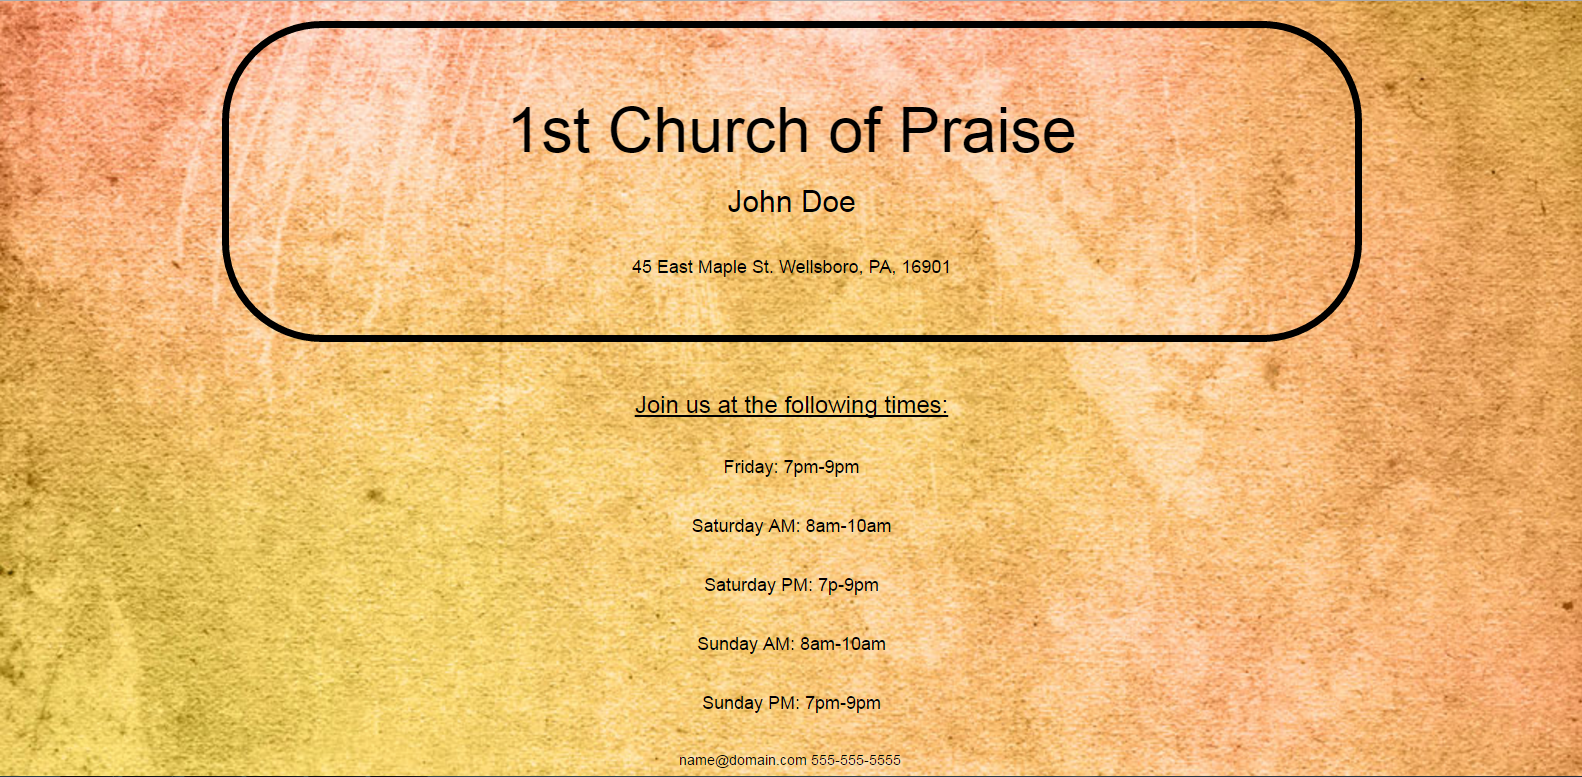 1st Church of Praise
John Doe
45 East Maple St. Wellsboro, PA, 16901
Join us at the following times:
Friday: 7pm-9pm
Saturday AM: 8am-10am
Saturday PM: 7p-9pm
Sunday AM: 8am-10am
Sunday PM: 7pm-9pm
name@domain.com 555-555-5555